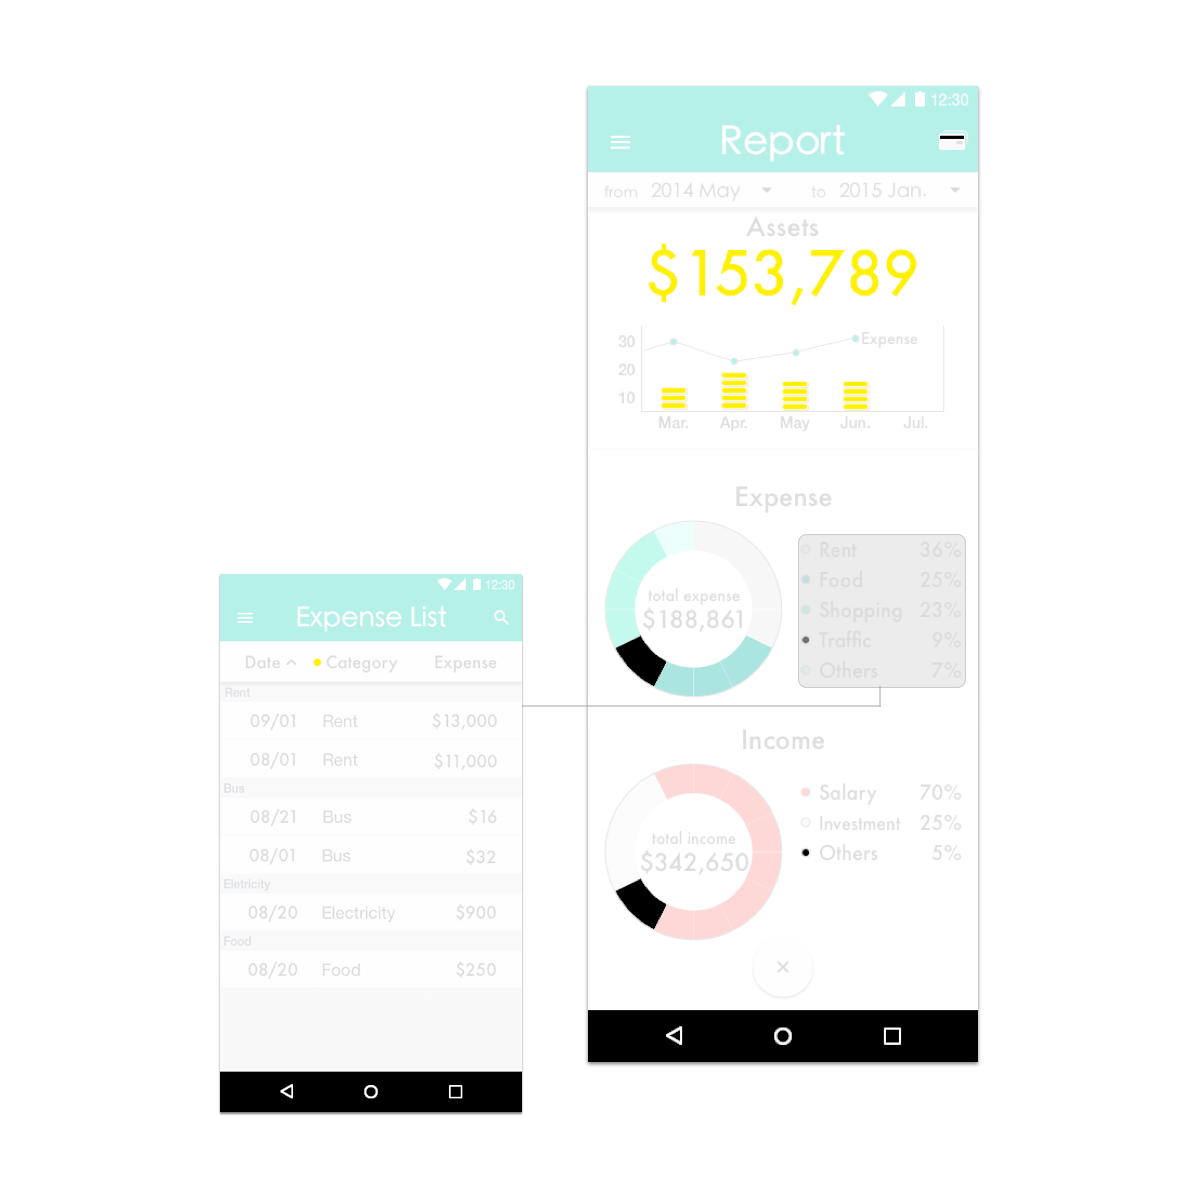 12:30
Report
from 2014 May to 2015 Jan.
Assets
$153,789
30
20
10
Expense
Mar. Apr. May Jun. Jul.
Expense
total expense
$188,861
Rent 36%
Food 25%
Shopping 23%
Traffic 9%
Others 7%
Income
total income
$342,650
Salary 70%
Investment 25%
Others 5%
12:30
Expense List
Date Category Expense
Rent
09/01 Rent $13,000
08/01 Rent $11,000
Bus
08/21 Bus $16
08/01 Bus $32
Eletricity
08/20 Electricity $900
Food
08/20 Food $250